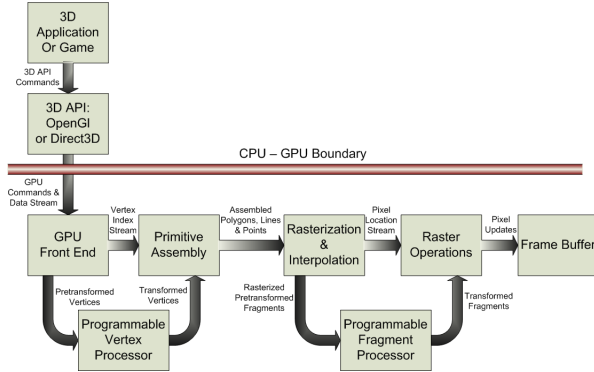 3D
Application
Or Game
3D API
Commands
3D API:
OpenGl
or Direct3D
CPU – GPU Boundary
GPU
Commands &
Data Stream
GPU
Front End
Vertex
Index
Stream
Primitive
Assembly
Assembled
Polygons, Lines
& Points
Rasterization
&
Interpolation
Pixel
Location
Stream
Raster
Operations
Pixel
Updates
Frame Buffer
Pretransformed
Vertices
Transformed
Vertices
Rasterized
Pretransformed
Fragments
Transformed
Fragments
Programmable
Vertex
Processor
Programmable
Fragment
Processor